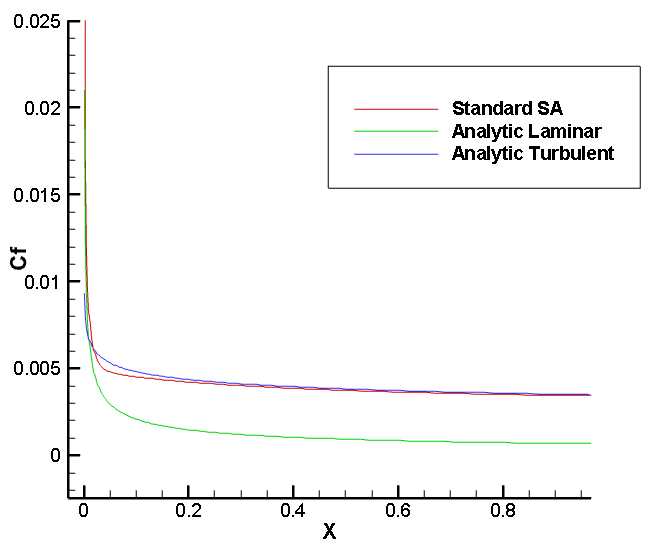 0.025
0.02
0.015
0.01
0.005
0
Cf
Standard SA
Analytic Laminar
Analytic Turbulent
0 0.2 0.4 0.6 0.8
X